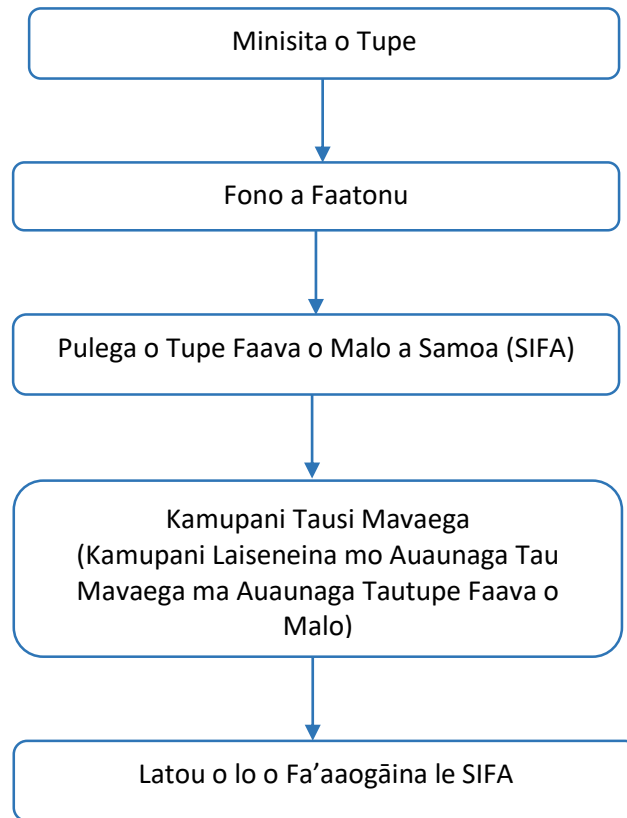 Minisita o Tupe
Fono a Faatonu
Pulega o Tupe Faava o Malo a Samoa (SIFA)
Kamupani Tausi Mavaega
(Kamupani Laiseneina mo Auaunaga Tau
Mavaega ma Auaunaga Tautupe Faava o
Malo)
Latou o lo o Fa’aaogāina le SIFA